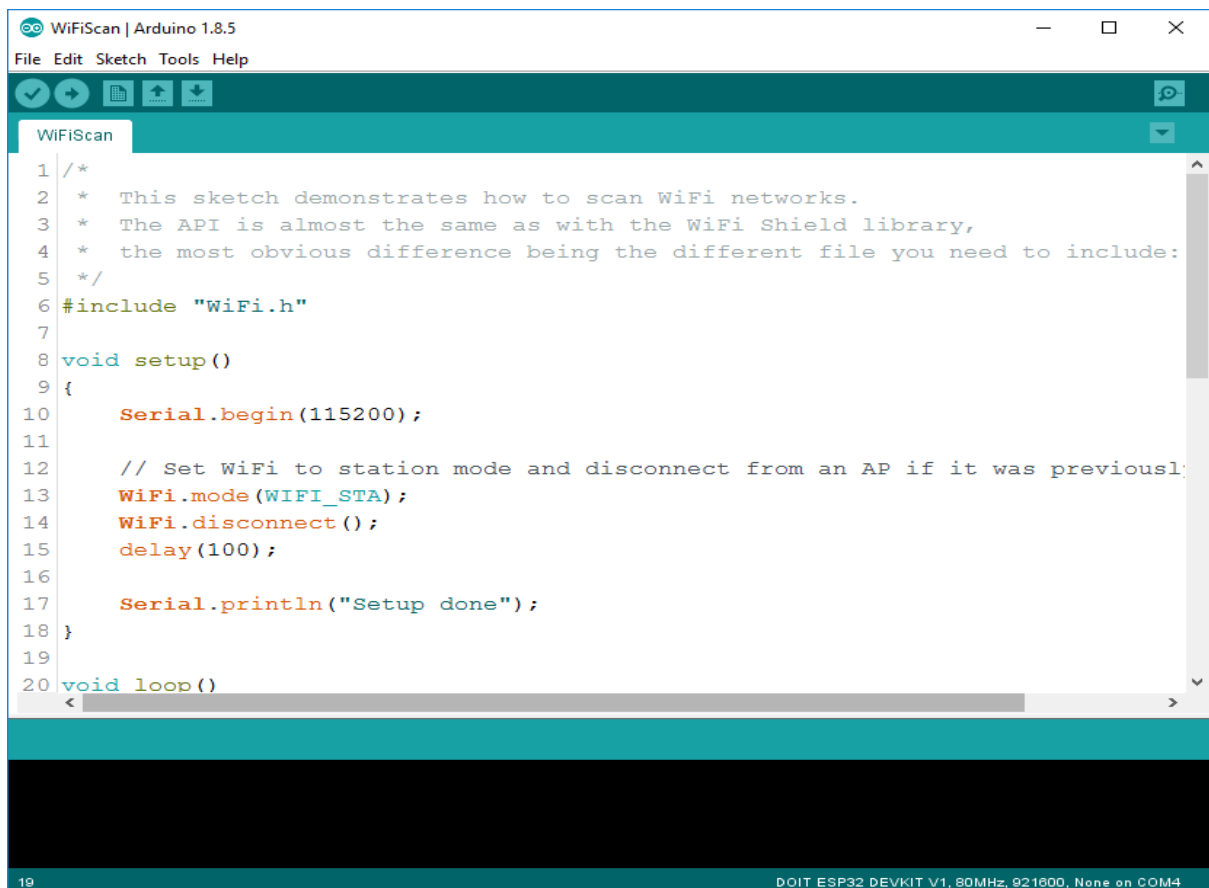 WiFiScan | Arduino 1.8.5
File Edit Sketch Tools Help
WiFiScan
1 /*
2  *  This sketch demonstrates how to scan WiFi networks.
3  *  The API is almost the same as with the WiFi Shield library,
4  *  the most obvious difference being the different file you need to include:
5  */
6 #include "WiFi.h"
7
8 void setup()
9 {
10     Serial.begin(115200);
11
12     // Set WiFi to station mode and disconnect from an AP if it was previousl
13     WiFi.mode(WIFI_STA);
14     WiFi.disconnect();
15     delay(100);
16
17     Serial.println("Setup done");
18 }
19
20 void loop()
19 DOIT ESP32 DEVKIT V1, 80MHz, 921600, None on COM4